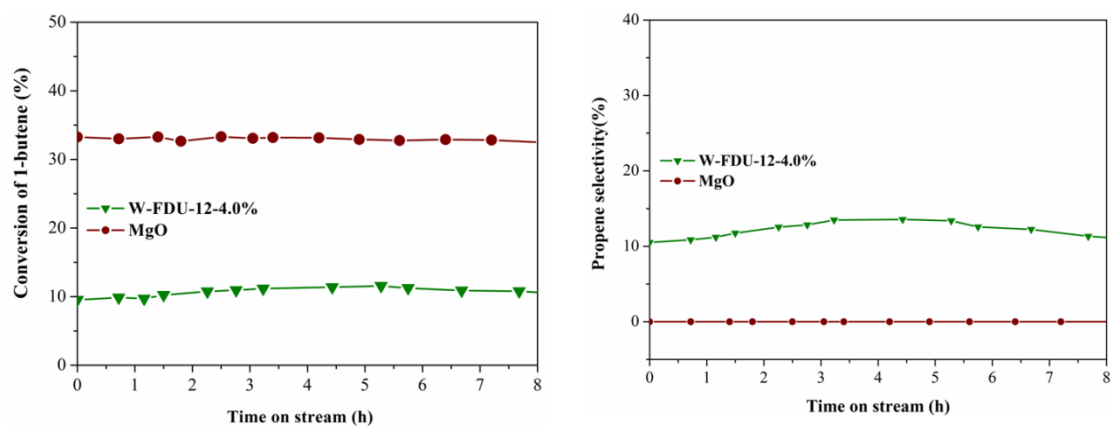 50
40
30
20
10
0
Conversion of 1-butene (%)
W-FDU-12-4.0%
MgO
0 1 2 3 4 5 6 7 8
Time on stream (h)
40
30
20
10
0
Propene selectivity(%)
W-FDU-12-4.0%
MgO
0 1 2 3 4 5 6 7 8
Time on stream (h)